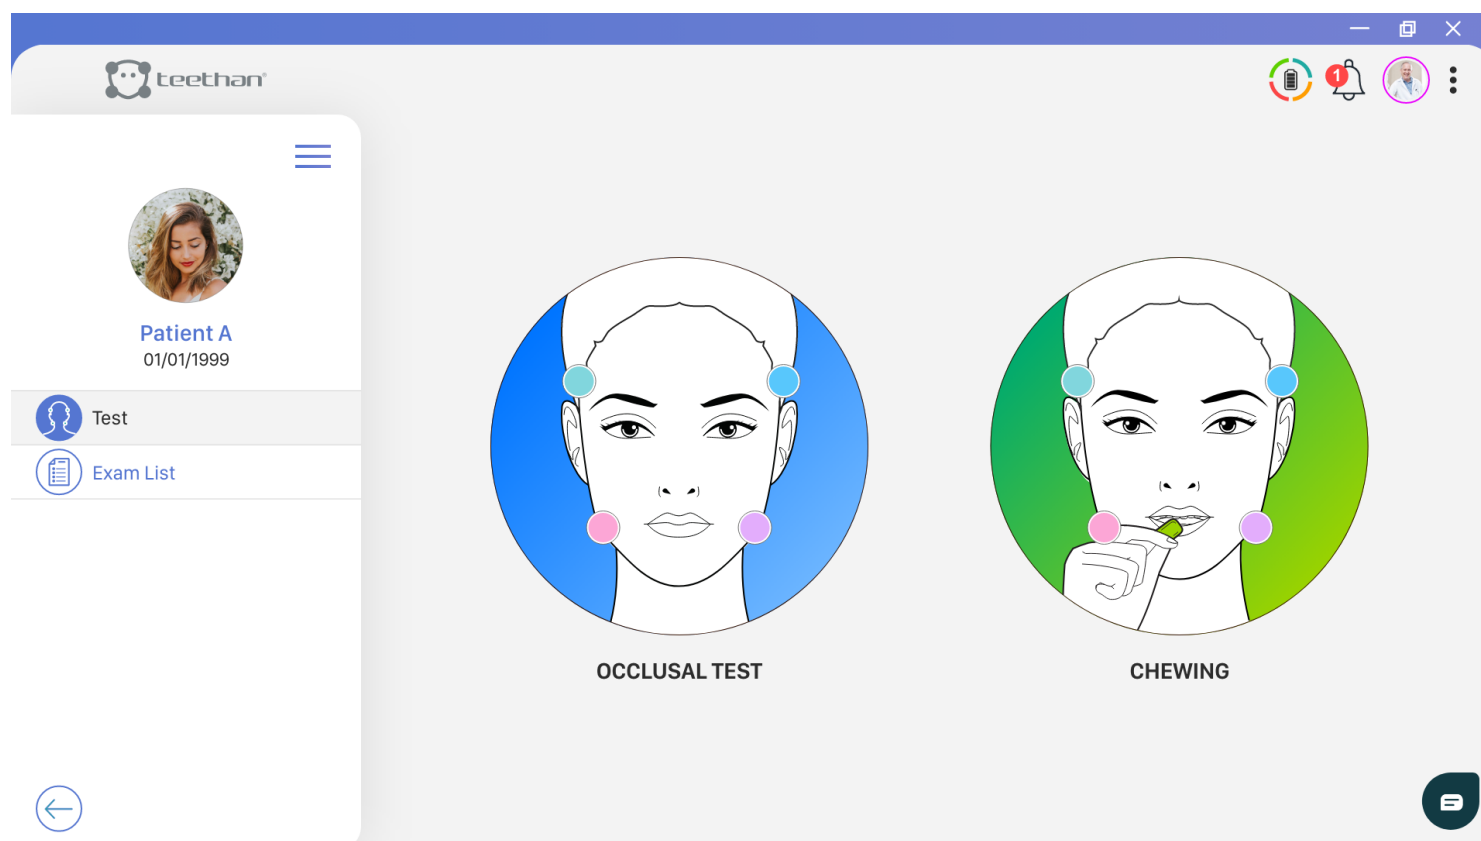 teethan
1
Patient A
01/01/1999
Test
Exam List
OCCLUSAL TEST
CHEWING